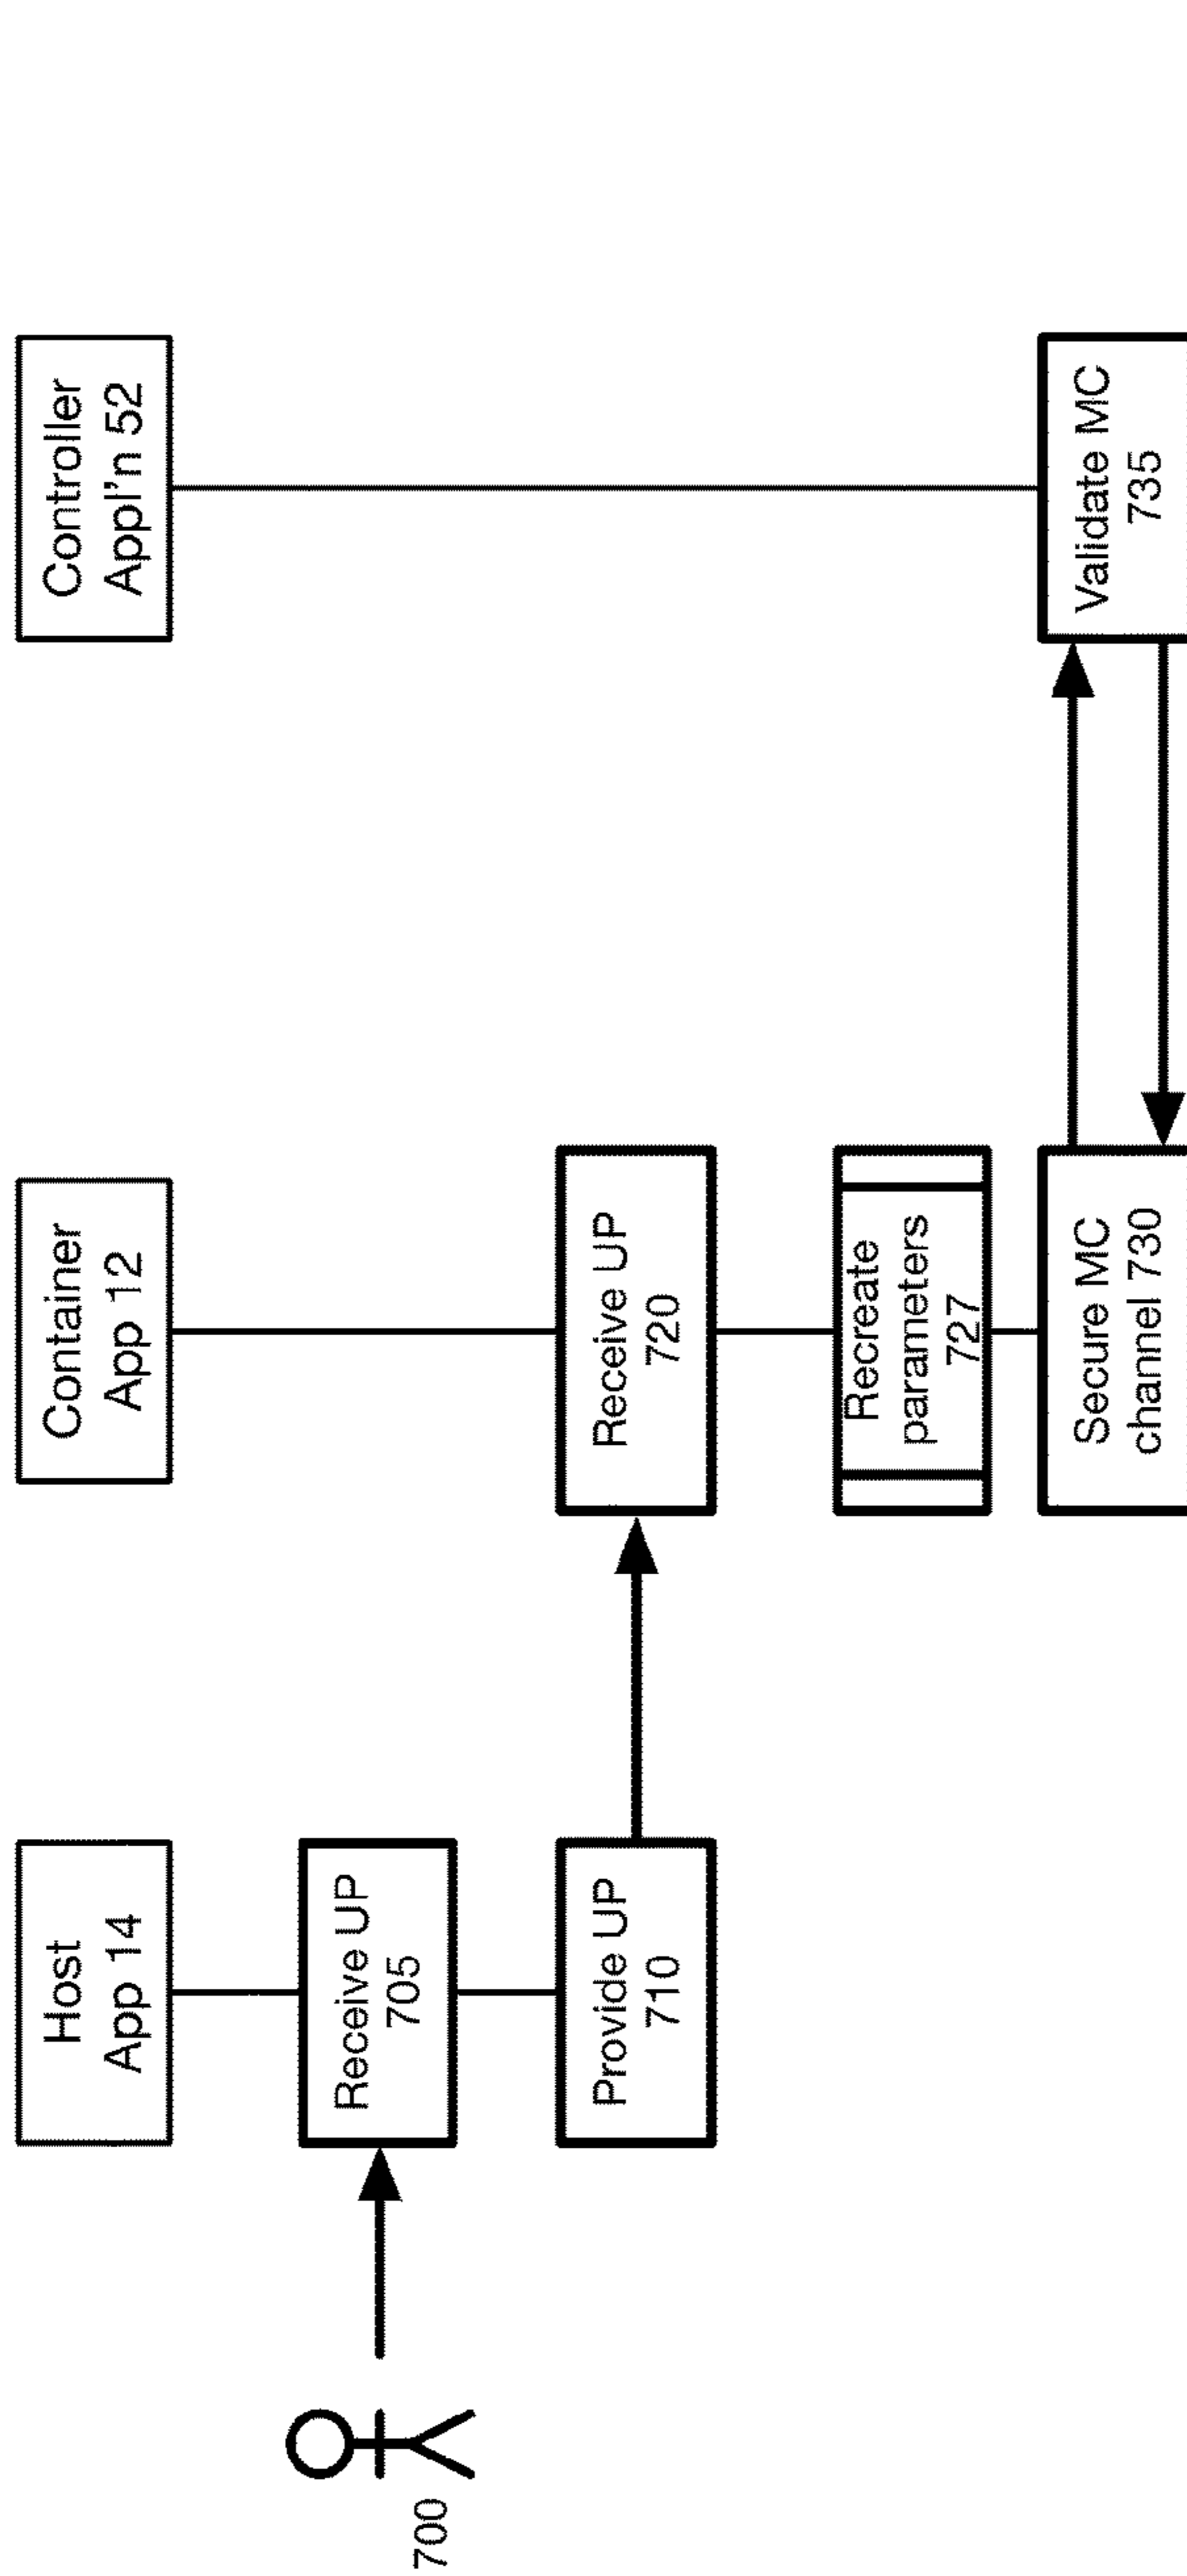 Host
App 14
Container
App 12
Controller
Appl'n 52
700
Receive UP
705
Provide UP
710
Receive UP
720
Recreate
parameters
727
Secure MC
channel 730
Validate MC
735